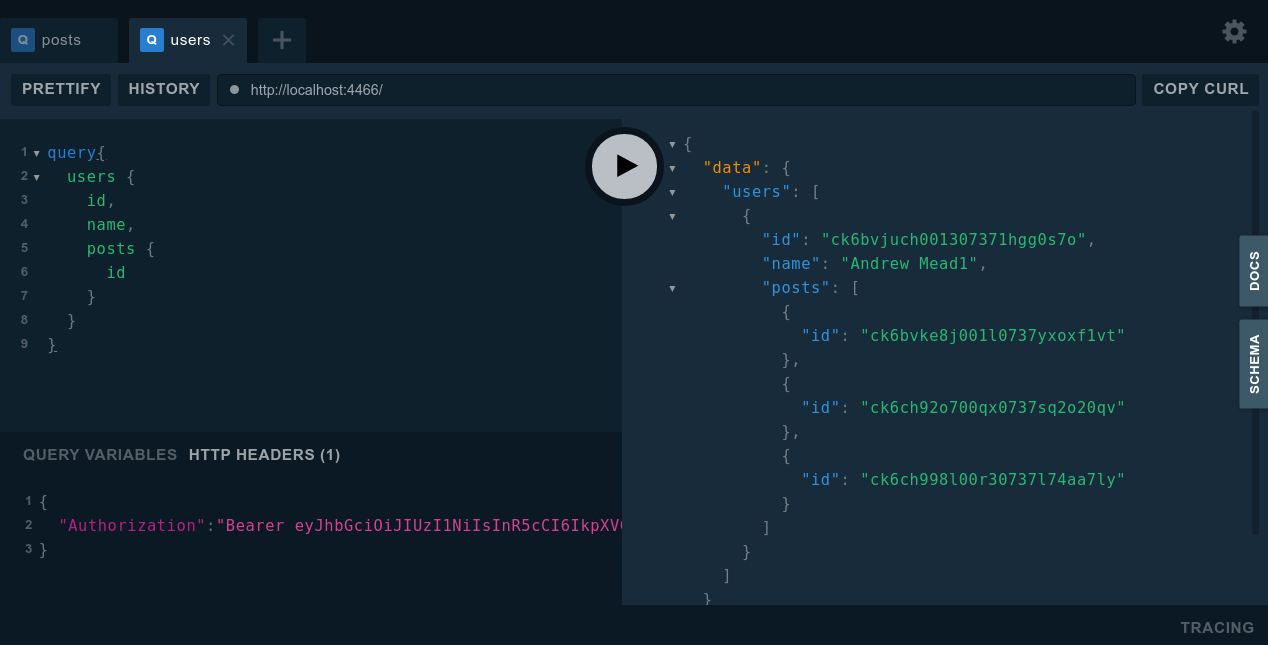 posts
users
PRETTIFY
HISTORY
http://localhost:4466/
COPY CURL
1 query{
2 users {
3 id,
4 name,
5 posts {
6 id
7 }
8 }
9 }
QUERY VARIABLES HTTP HEADERS (1)
1 {
2 "Authorization":"Bearer eyJhbGciOiJIUzI1NiIsInR5cCI6IkpXV
3 }
{
"data": {
"users": [
{
"id": "ck6bvjuch001307371hgg0s7o",
"name": "Andrew Mead1",
"posts": [
{
"id": "ck6bvke8j001l0737yxoxf1vt"
},
{
"id": "ck6ch92o700qx0737sq2o20qv"
},
{
"id": "ck6ch998l00r30737l74aa7ly"
}
]
}
]
}
DOCS
SCHEMA
TRACING